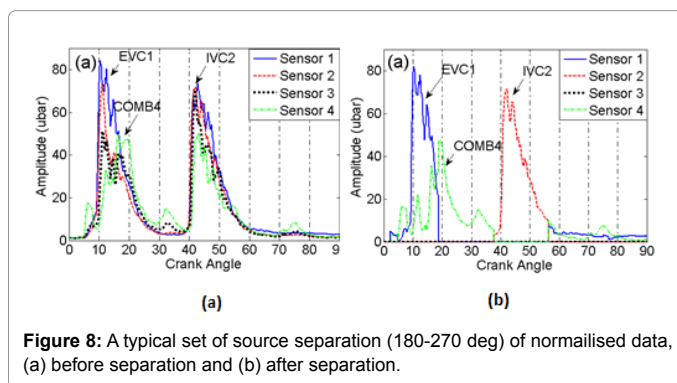 (a)
EVC1
COMB4
IVC2
Sensor 1
Sensor 2
Sensor 3
Sensor 4
Amplitude (ubar)
80
60
40
20
0
0 10 20 30 40 50 60 70 80 90
Crank Angle
(a)
(a)
EVC1
COMB4
IVC2
Sensor 1
Sensor 2
Sensor 3
Sensor 4
Amplitude (ubar)
80
60
40
20
0
0 10 20 30 40 50 60 70 80 90
Crank Angle
(b)
Figure 8: A typical set of source separation (180-270 deg) of normailised data,
(a) before separation and (b) after separation.